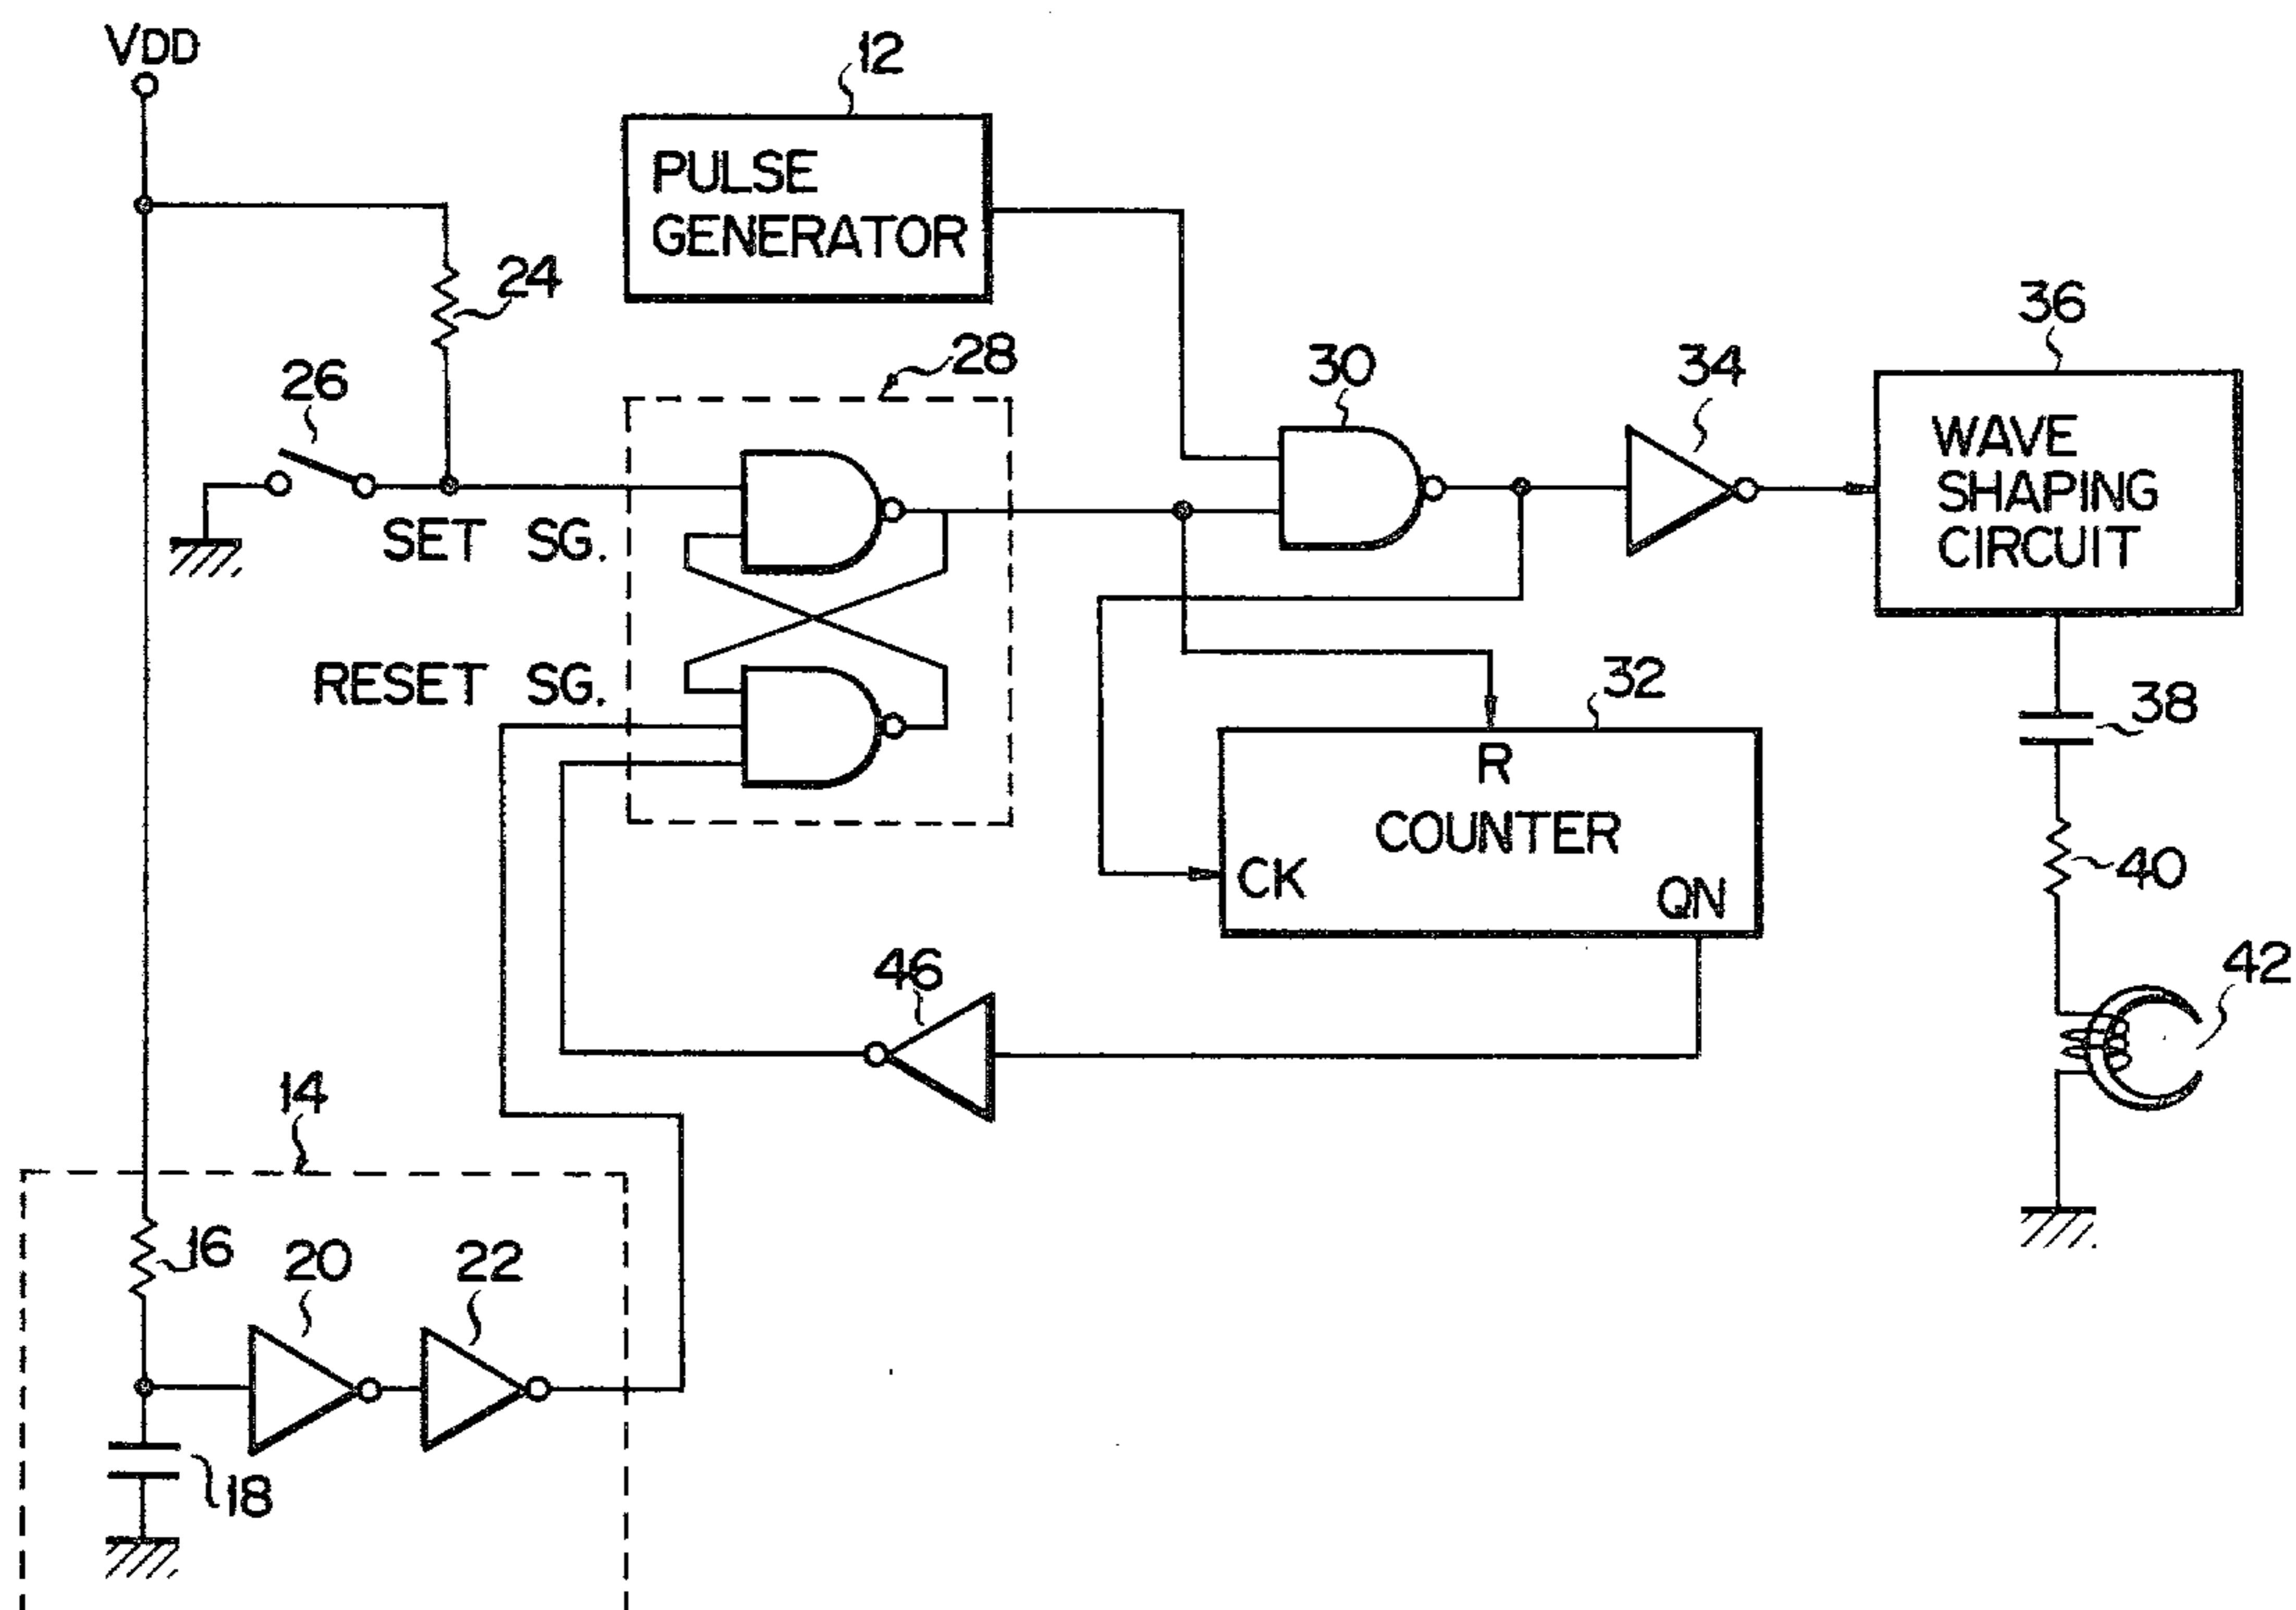 VDD
12
PULSE
GENERATOR
24
36
28
30
34
26
WAVE
SHAPING
CIRCUIT
SET SG.
RESET SG.
32
38
R
COUNTER
CK
QN
40
46
42
14
16
20
22
18